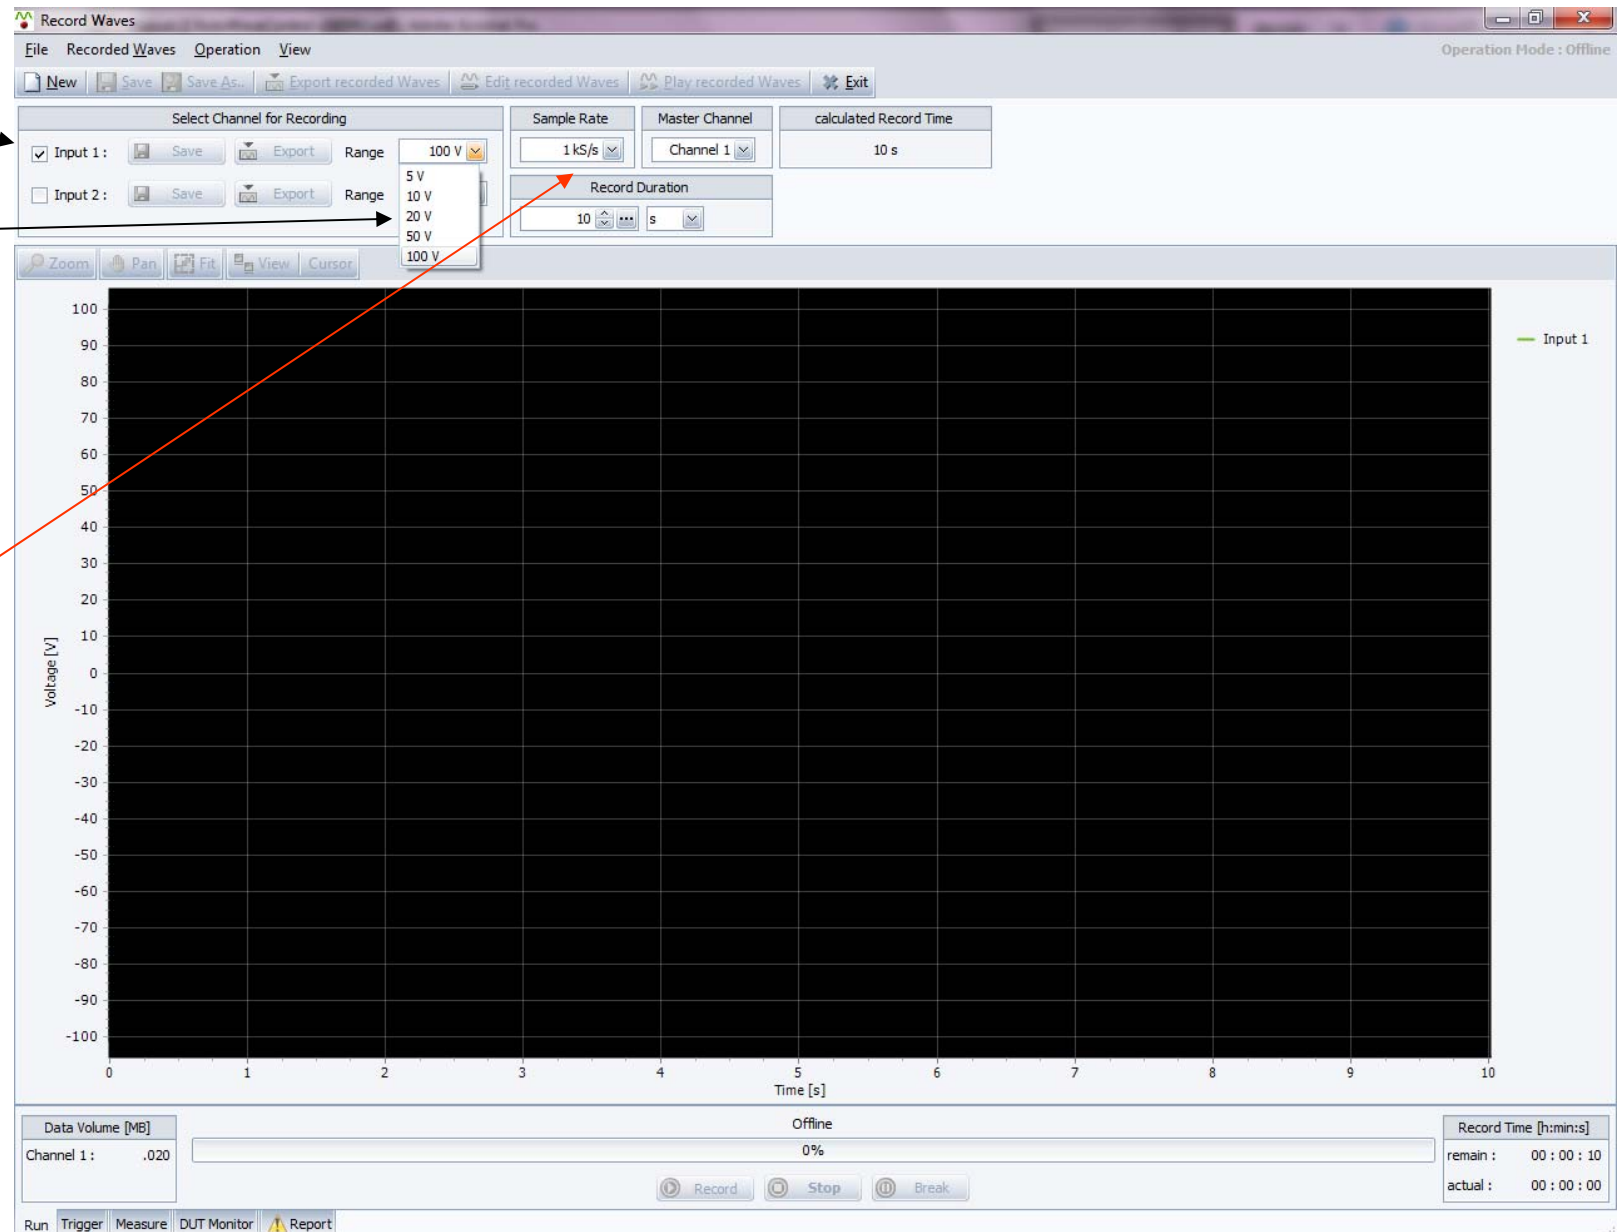 Record Waves
File Recorded Waves Operation View
Operation Mode : Offline
New Save Save As.. Export recorded Waves Edit recorded Waves Play recorded Waves Exit
Select Channel for Recording
Input 1 : Save Export Range 100 V
Input 2 : Save Export Range
5 V
10 V
20 V
50 V
100 V
Sample Rate
1 kS/s
Master Channel
Channel 1
calculated Record Time
10 s
Record Duration
10 ... s
Zoom Pan Fit View Cursor
100
90
80
70
60
50
40
30
20
10
0
-10
-20
-30
-40
-50
-60
-70
-80
-90
-100
Voltage [V]
Input 1
0 1 2 3 4 5 6 7 8 9 10
Time [s]
Data Volume [MB]
Channel 1 : .020
Offline
0%
Record Stop Break
Record Time [h:min:s]
remain : 00 : 00 : 10
actual : 00 : 00 : 00
Run Trigger Measure DUT Monitor Report